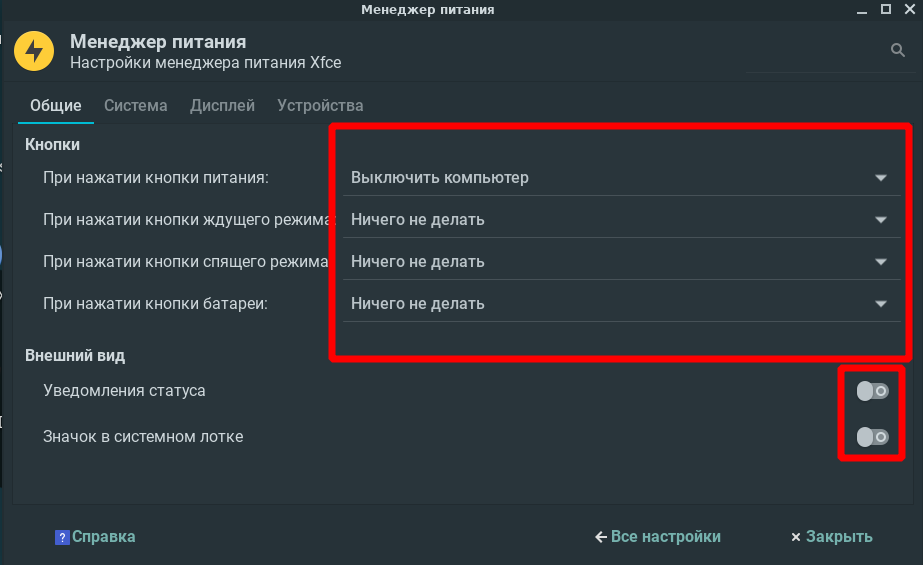 Менеджер питания
Менеджер питания
Настройки менеджера питания Xfce
Общие Система Дисплей Устройства
Кнопки
При нажатии кнопки питания: Выключить компьютер
При нажатии кнопки ждущего режима: Ничего не делать
При нажатии кнопки спящего режима Ничего не делать
При нажатии кнопки батареи: Ничего не делать
Внешний вид
Уведомления статуса
Значок в системном лотке
? Справка Все настройки Закрыть